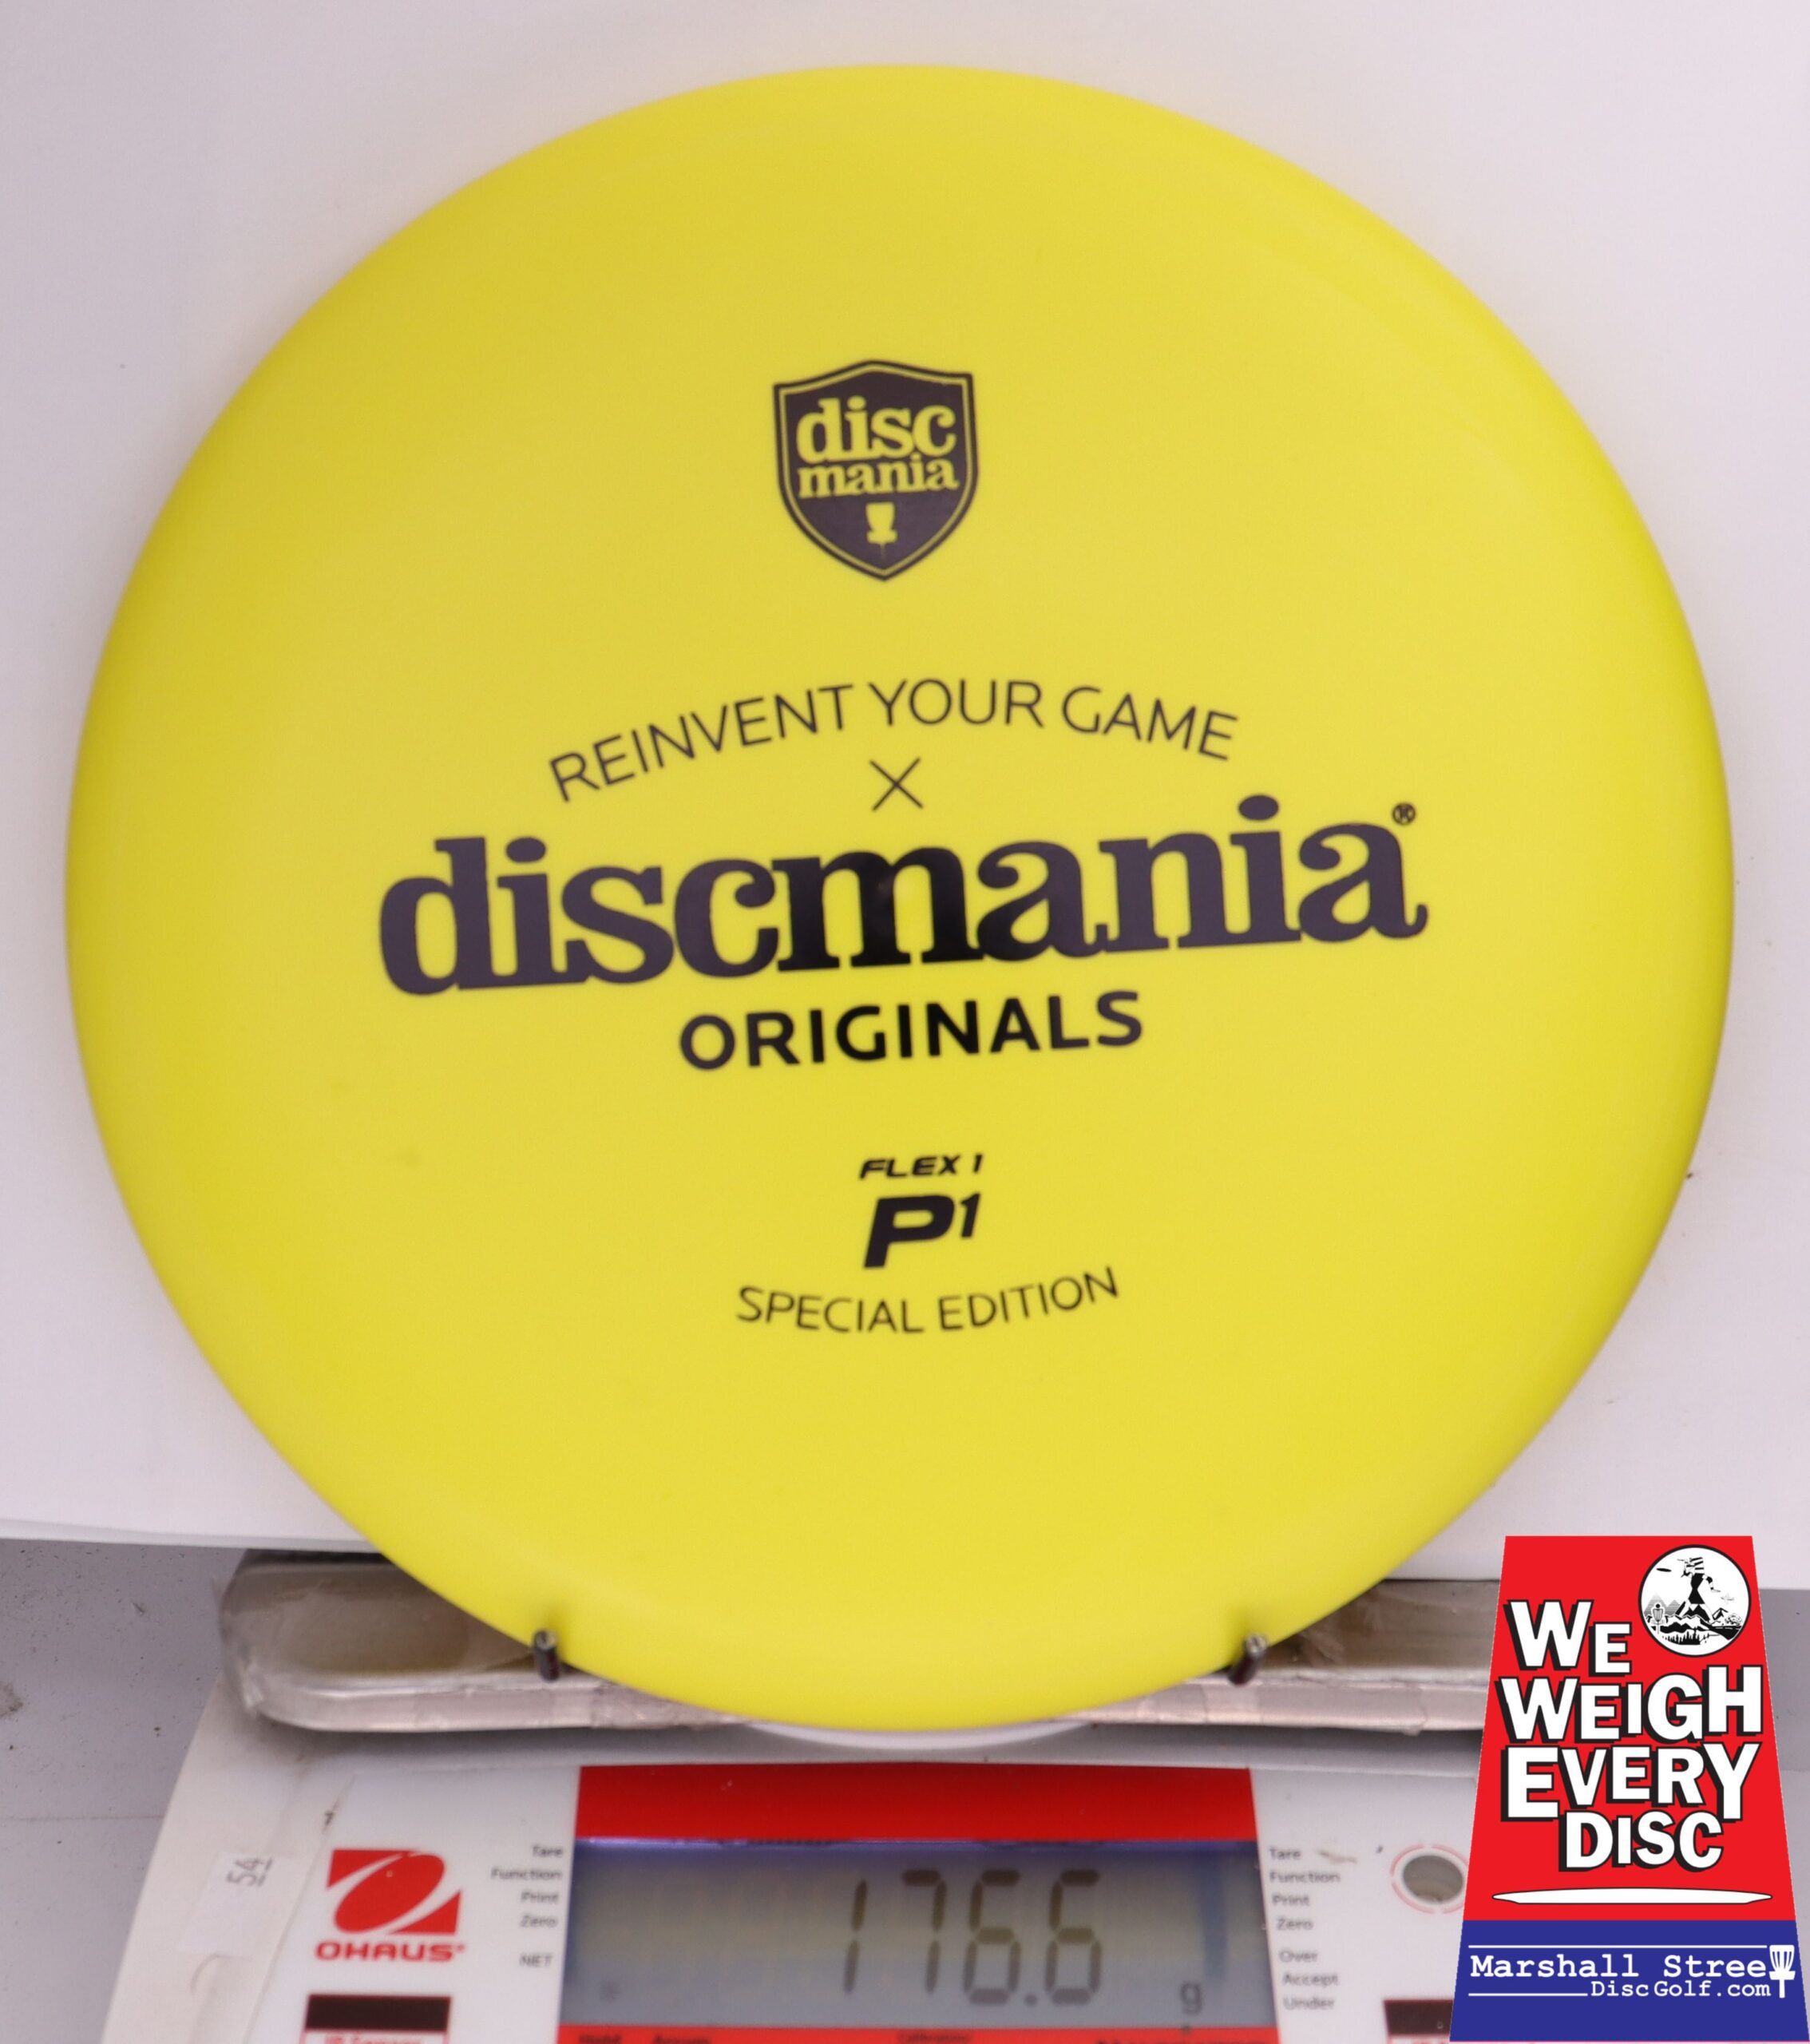 disc
mania
REINVENT YOUR GAME
X
discmania®
ORIGINALS
FLEX 1
P1
SPECIAL EDITION
WE
WEIGH
EVERY
DISC
Marshall Street
DiscGolf.com
54
OHAUS
Tare
Function
Print
Zero
NET
176.6
g
Tare
Function
Print
Zero
Over
Accept
Under